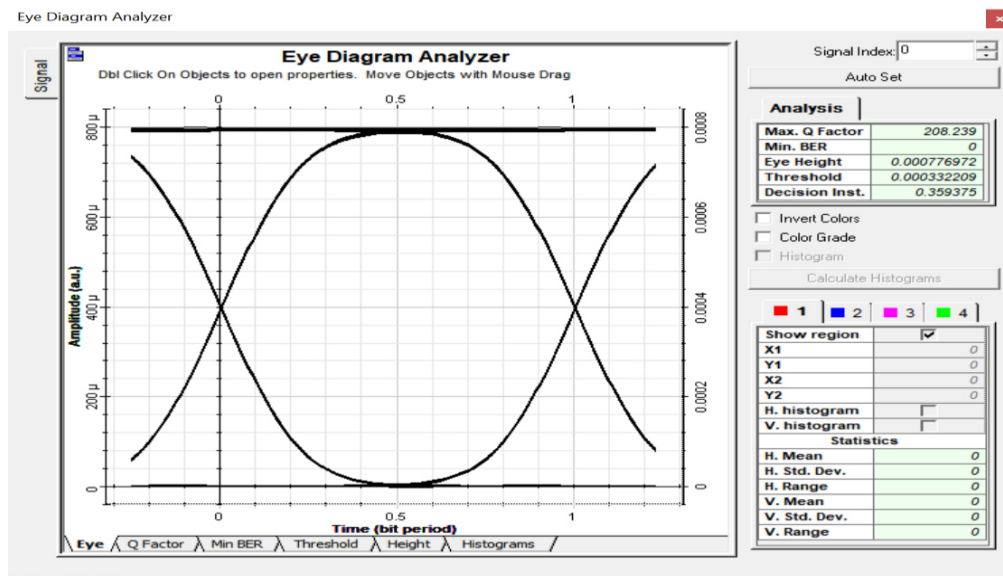 Eye Diagram Analyzer
Signal
Eye Diagram Analyzer
Dbl Click On Objects to open properties. Move Objects with Mouse Drag
0 0.5 1
800 µ
600 µ
400 µ
200 µ
0
Amplitude (a.u.)
0.0008
0.0006
0.0004
0.0002
0
0 0.5 1
Time (bit period)
Eye Q Factor Min BER Threshold Height Histograms
Signal Index: 0
Auto Set
Analysis
Max. Q Factor 208.239
Min. BER 0
Eye Height 0.000776972
Threshold 0.000332209
Decision Inst. 0.359375
Invert Colors
Color Grade
Histogram
Calculate Histograms
1 2 3 4
Show region
X1 0
Y1 0
X2 0
Y2 0
H. histogram
V. histogram
Statistics
H. Mean 0
H. Std. Dev. 0
H. Range 0
V. Mean 0
V. Std. Dev. 0
V. Range 0